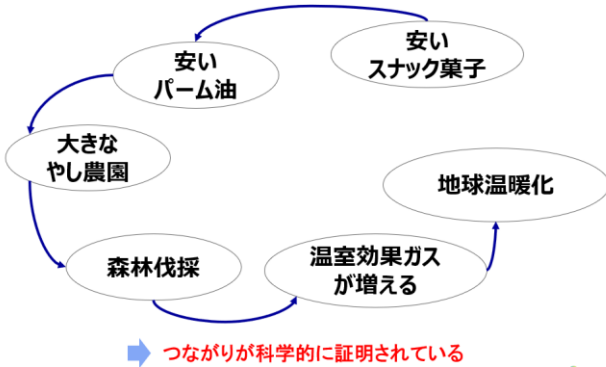 安い
スナック菓子
安い
パーム油
大きな
やし農園
森林伐採
温室効果ガス
が増える
地球温暖化
つながりが科学的に証明されている